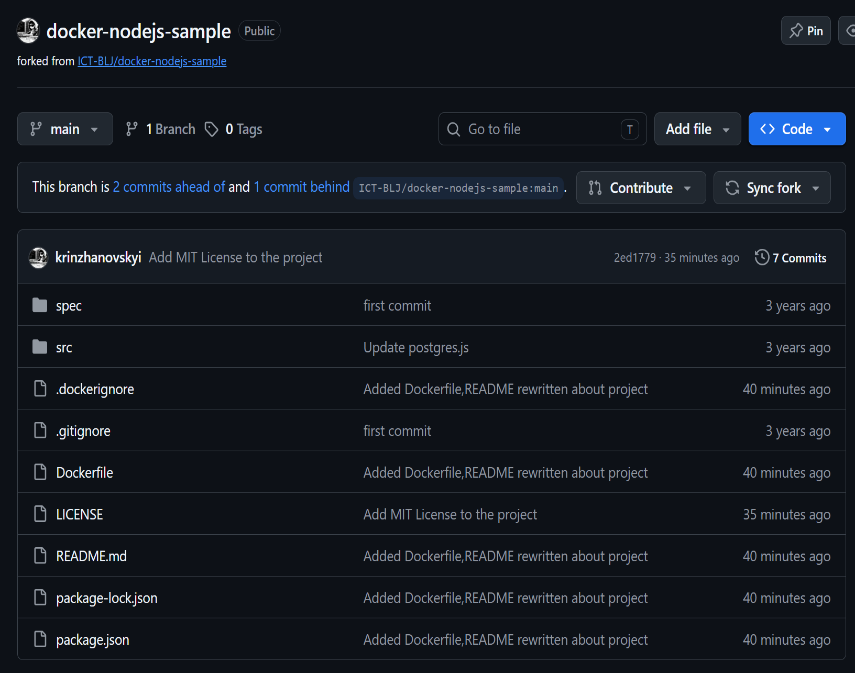 docker-nodejs-sample Public Pin
forked from ICT-BLJ/docker-nodejs-sample
main 1 Branch 0 Tags Go to file T Add file Code
This branch is 2 commits ahead of and 1 commit behind ICT-BLJ/docker-nodejs-sample:main . Contribute Sync fork
krinzhanovskyi Add MIT License to the project 2ed1779 · 35 minutes ago 7 Commits
spec first commit 3 years ago
src Update postgres.js 3 years ago
.dockerignore Added Dockerfile,README rewritten about project 40 minutes ago
.gitignore first commit 3 years ago
Dockerfile Added Dockerfile,README rewritten about project 40 minutes ago
LICENSE Add MIT License to the project 35 minutes ago
README.md Added Dockerfile,README rewritten about project 40 minutes ago
package-lock.json Added Dockerfile,README rewritten about project 40 minutes ago
package.json Added Dockerfile,README rewritten about project 40 minutes ago